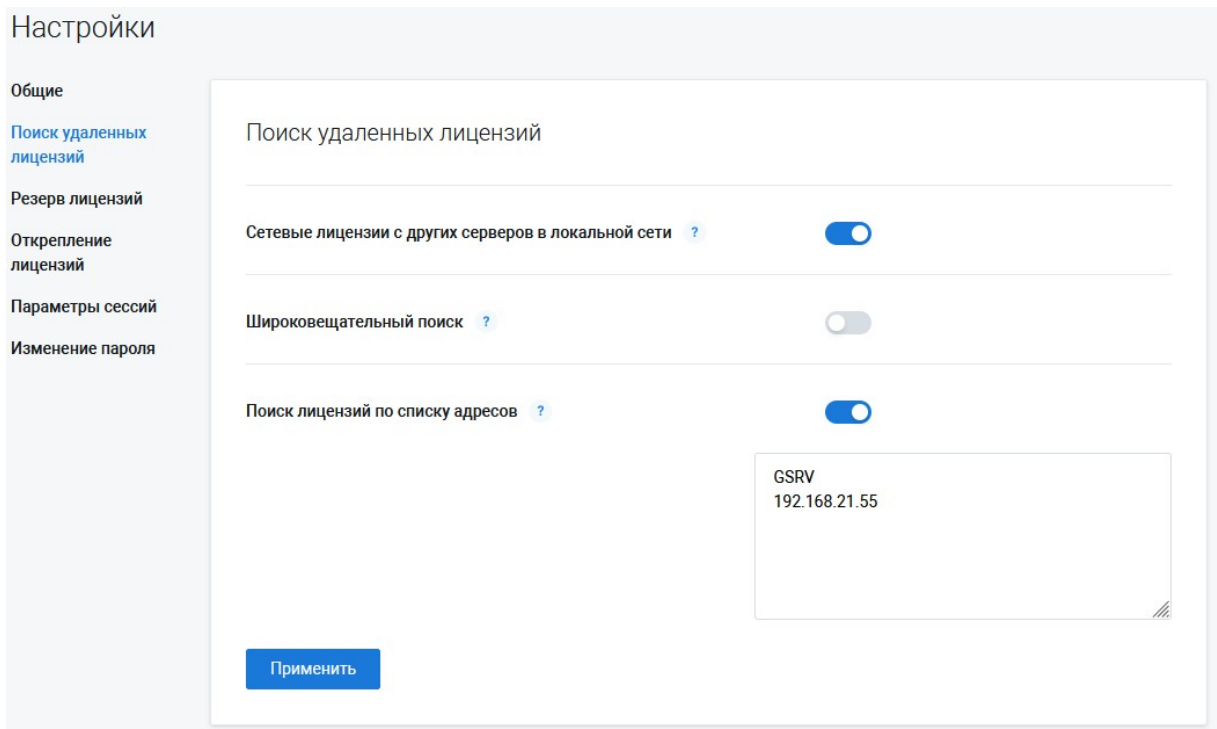 Настройки
Общие
Поиск удаленных
лицензий
Резерв лицензий
Открепление
лицензий
Параметры сессий
Изменение пароля
Поиск удаленных лицензий
Сетевые лицензии с других серверов в локальной сети ?
Широковещательный поиск ?
Поиск лицензий по списку адресов ?
GSRV
192.168.21.55
Применить